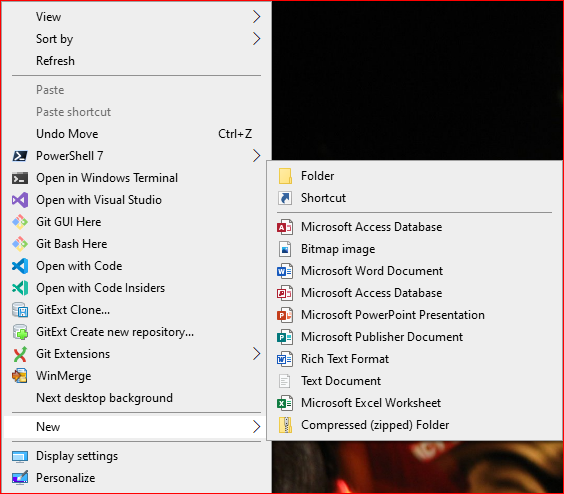 View
Sort by
Refresh
Paste
Paste shortcut
Undo Move Ctrl+Z
PowerShell 7
Open in Windows Terminal
Open with Visual Studio
Git GUI Here
Git Bash Here
Open with Code
Open with Code Insiders
GitExt Clone...
GitExt Create new repository...
Git Extensions
WinMerge
Next desktop background
New
Display settings
Personalize
Folder
Shortcut
Microsoft Access Database
Bitmap image
Microsoft Word Document
Microsoft Access Database
Microsoft PowerPoint Presentation
Microsoft Publisher Document
Rich Text Format
Text Document
Microsoft Excel Worksheet
Compressed (zipped) Folder